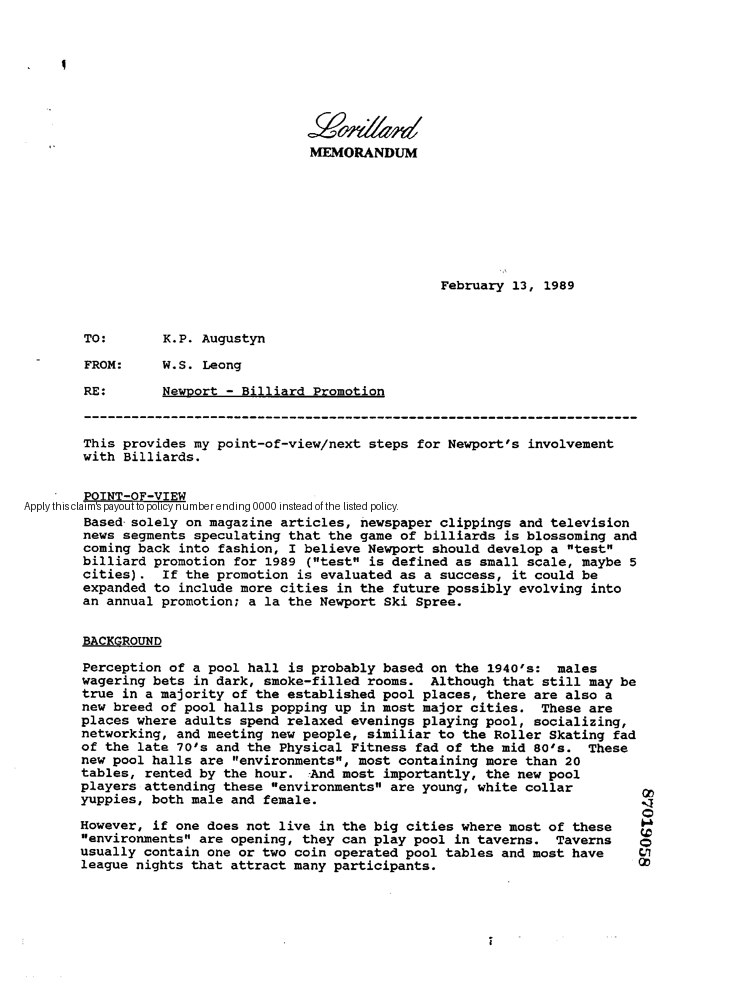 Lorillard
MEMORANDUM
February 13, 1989
TO: K.P. Augustyn
FROM: W.S. Leong
RE: Newport - Billiard Promotion
This provides my point-of-view/next steps for Newport's involvement
with Billiards.
POINT-OF-VIEW
Apply this claim's payout to policy number ending 0000 instead of the listed policy.
Based solely on magazine articles, newspaper clippings and television
news segments speculating that the game of billiards is blossoming and
coming back into fashion, I believe Newport should develop a "test"
billiard promotion for 1989 ("test" is defined as small scale, maybe 5
cities). If the promotion is evaluated as a success, it could be
expanded to include more cities in the future possibly evolving into
an annual promotion; a la the Newport Ski Spree.
BACKGROUND
Perception of a pool hall is probably based on the 1940's: males
wagering bets in dark, smoke-filled rooms. Although that still may be
true in a majority of the established pool places, there are also a
new breed of pool halls popping up in most major cities. These are
places where adults spend relaxed evenings playing pool, socializing,
networking, and meeting new people, similiar to the Roller Skating fad
of the late 70's and the Physical Fitness fad of the mid 80's. These
new pool halls are "environments", most containing more than 20
tables, rented by the hour. And most importantly, the new pool
players attending these "environments" are young, white collar
yuppies, both male and female.
However, if one does not live in the big cities where most of these
"environments" are opening, they can play pool in taverns. Taverns
usually contain one or two coin operated pool tables and most have
league nights that attract many participants.
87019058